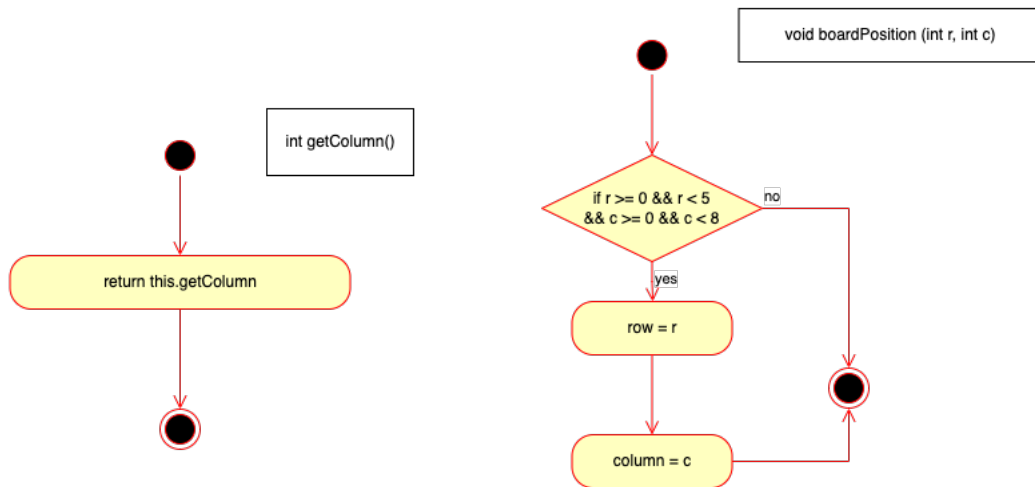 int getColumn()
return this.getColumn
void boardPosition (int r, int c)
if r >= 0 && r < 5
&& c >= 0 && c < 8
no
yes
row = r
column = c